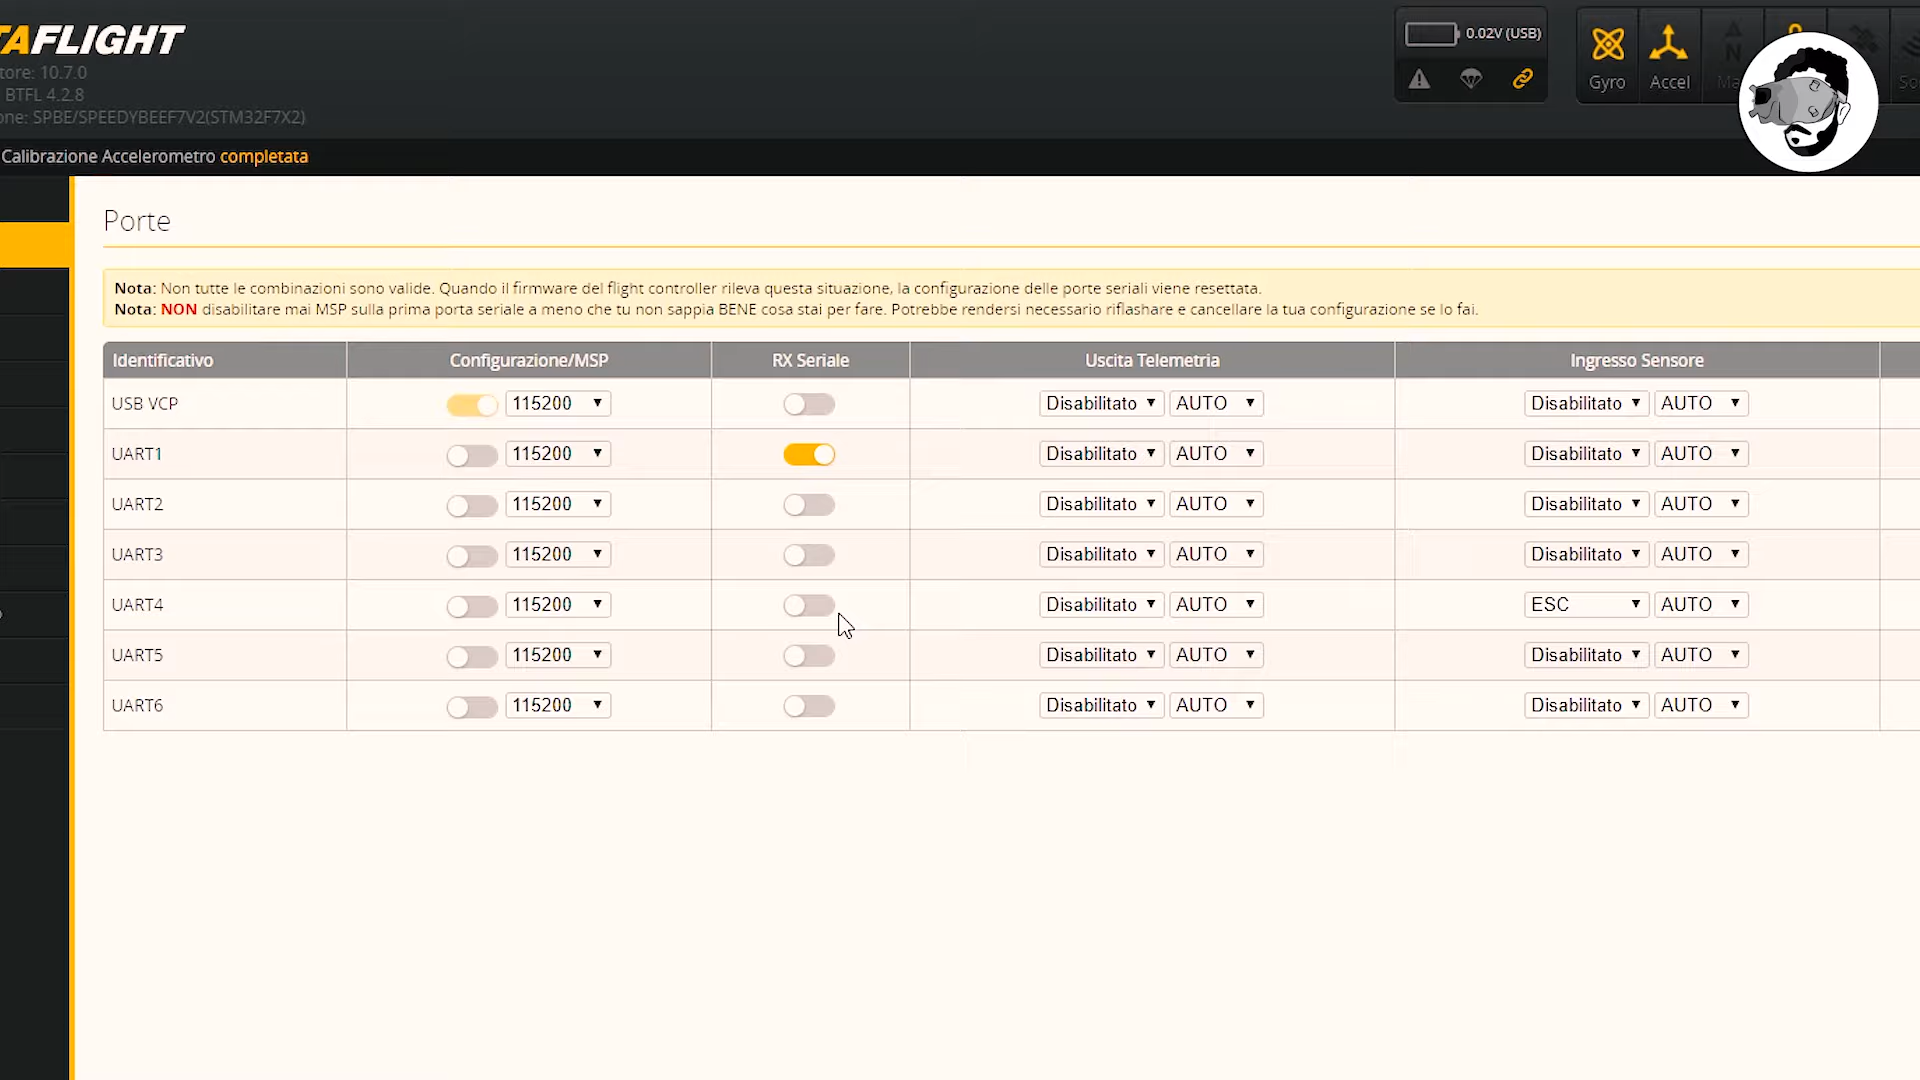 TAFLIGHT
tore: 10.7.0
BTFL 4.2.8
one: SPBE/SPEEDYBEEF7V2(STM32F7X2)
0.02V (USB)
Gyro
Accel
Calibrazione Accelerometro completata
Porte
Nota: Non tutte le combinazioni sono valide. Quando il firmware del flight controller rileva questa situazione, la configurazione delle porte seriali viene resettata.
Nota: NON disabilitare mai MSP sulla prima porta seriale a meno che tu non sappia BENE cosa stai per fare. Potrebbe rendersi necessario riflashare e cancellare la tua configurazione se lo fai.
Identificativo Configurazione/MSP RX Seriale Uscita Telemetria Ingresso Sensore
USB VCP 115200 Disabilitato AUTO Disabilitato AUTO
UART1 115200 Disabilitato AUTO Disabilitato AUTO
UART2 115200 Disabilitato AUTO Disabilitato AUTO
UART3 115200 Disabilitato AUTO Disabilitato AUTO
UART4 115200 Disabilitato AUTO ESC AUTO
UART5 115200 Disabilitato AUTO Disabilitato AUTO
UART6 115200 Disabilitato AUTO Disabilitato AUTO